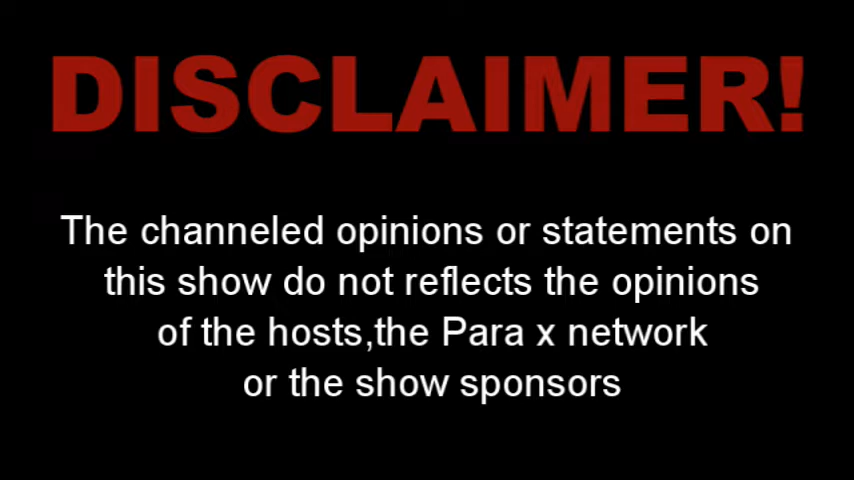 DISCLAIMER!
The channeled opinions or statements on
this show do not reflects the opinions
of the hosts,the Para x network
or the show sponsors